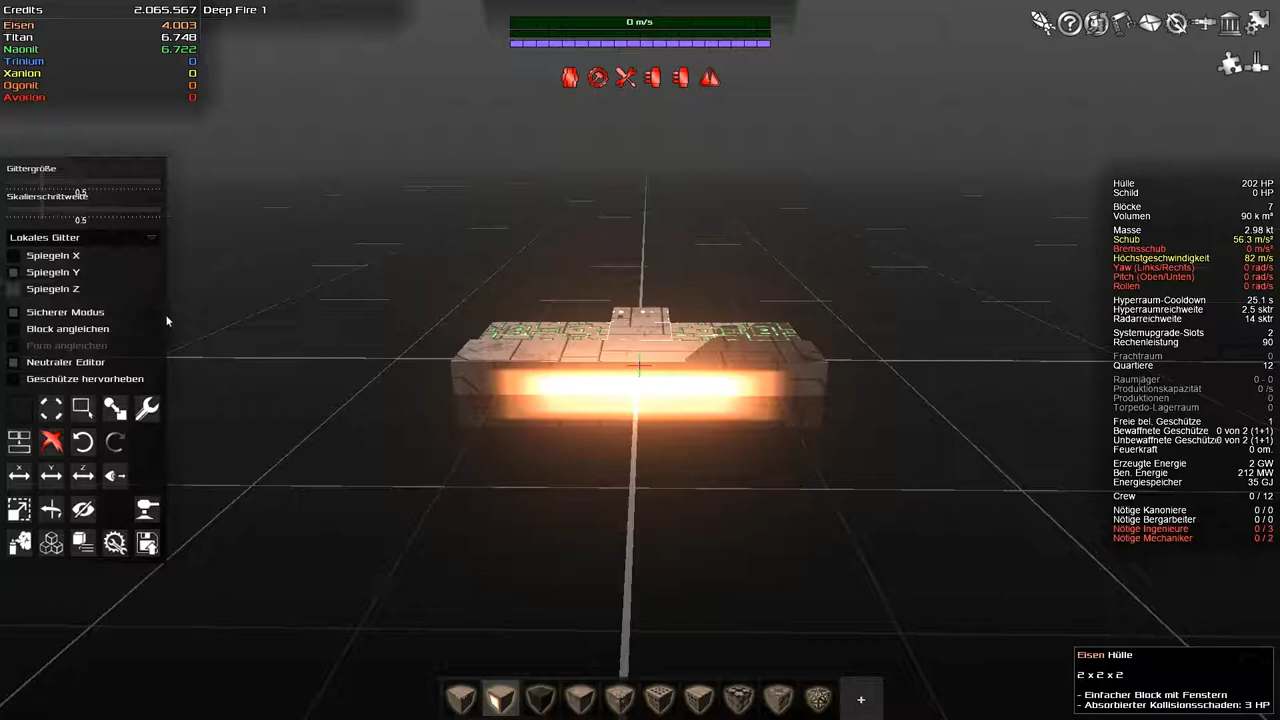 Credits 2.065.567
Eisen 4.003
Titan 6.748
Naonit 6.722
Trinium 0
Xanion 0
Ogonit 0
Avorion 0
Deep Fire 1
0 m/s
Gittergröße
0.5
Skalierschrittweite
0.5
Lokales Gitter
Spiegeln X
Spiegeln Y
Spiegeln Z
Sicherer Modus
Block angleichen
Form angleichen
Neutraler Editor
Geschütze hervorheben
X Y Z
Hülle 202 HP
Schild 0 HP
Blöcke 7
Volumen 90 k m³
Masse 2.98 kt
Schub 56.3 m/s²
Bremsschub 0 m/s²
Höchstgeschwindigkeit 82 m/s
Yaw (Links/Rechts) 0 rad/s
Pitch (Oben/Unten) 0 rad/s
Rollen 0 rad/s
Hyperraum-Cooldown 25.1 s
Hyperraumreichweite 2.5 sktr
Radarreichweite 14 sktr
Systemupgrade-Slots 2
Rechenleistung 90
Frachtraum 0
Quartiere 12
Raumjäger 0 - 0
Produktionskapazität 0 /s
Produktionen 0
Torpedo-Lagerraum 0
Freie bel. Geschütze 1
Bewaffnete Geschütze 0 von 2 (1+1)
Unbewaffnete Geschütze 0 von 2 (1+1)
Feuerkraft 0 om.
Erzeugte Energie 2 GW
Ben. Energie 212 MW
Energiespeicher 35 GJ
Crew 0 / 12
Nötige Kanoniere 0 / 0
Nötige Bergarbeiter 0 / 0
Nötige Ingenieure 0 / 3
Nötige Mechaniker 0 / 2
Eisen Hülle
2 x 2 x 2
- Einfacher Block mit Fenstern
- Absorbierter Kollisionsschaden: 3 HP